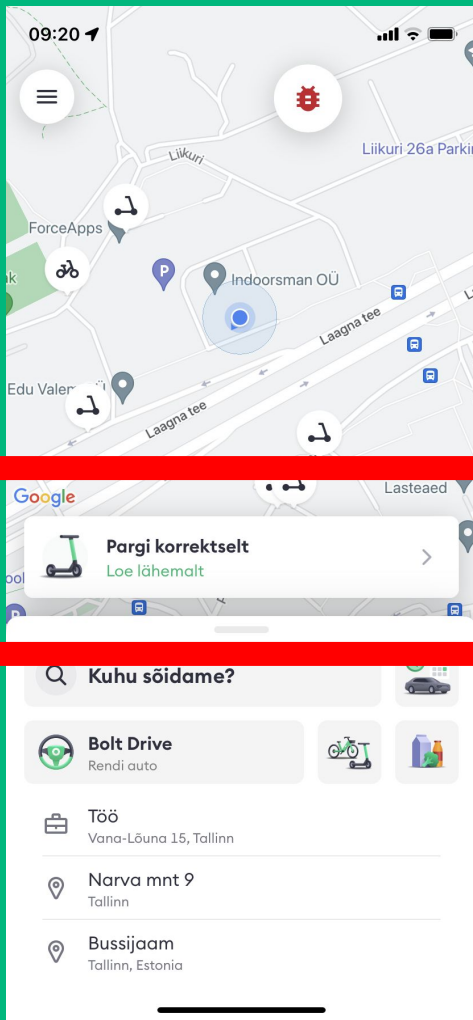 09:20
Liikuri
Liikuri 26a Parki
ForceApps
P
Indoorsman OÜ
Laagna tee
Edu Valem
Laagna tee
Google
Lasteaed
Pargi korrektselt
Loe lähemalt
Kuhu sõidame?
Bolt Drive
Rendi auto
Töö
Vana-Lõuna 15, Tallinn
Narva mnt 9
Tallinn
Bussijaam
Tallinn, Estonia